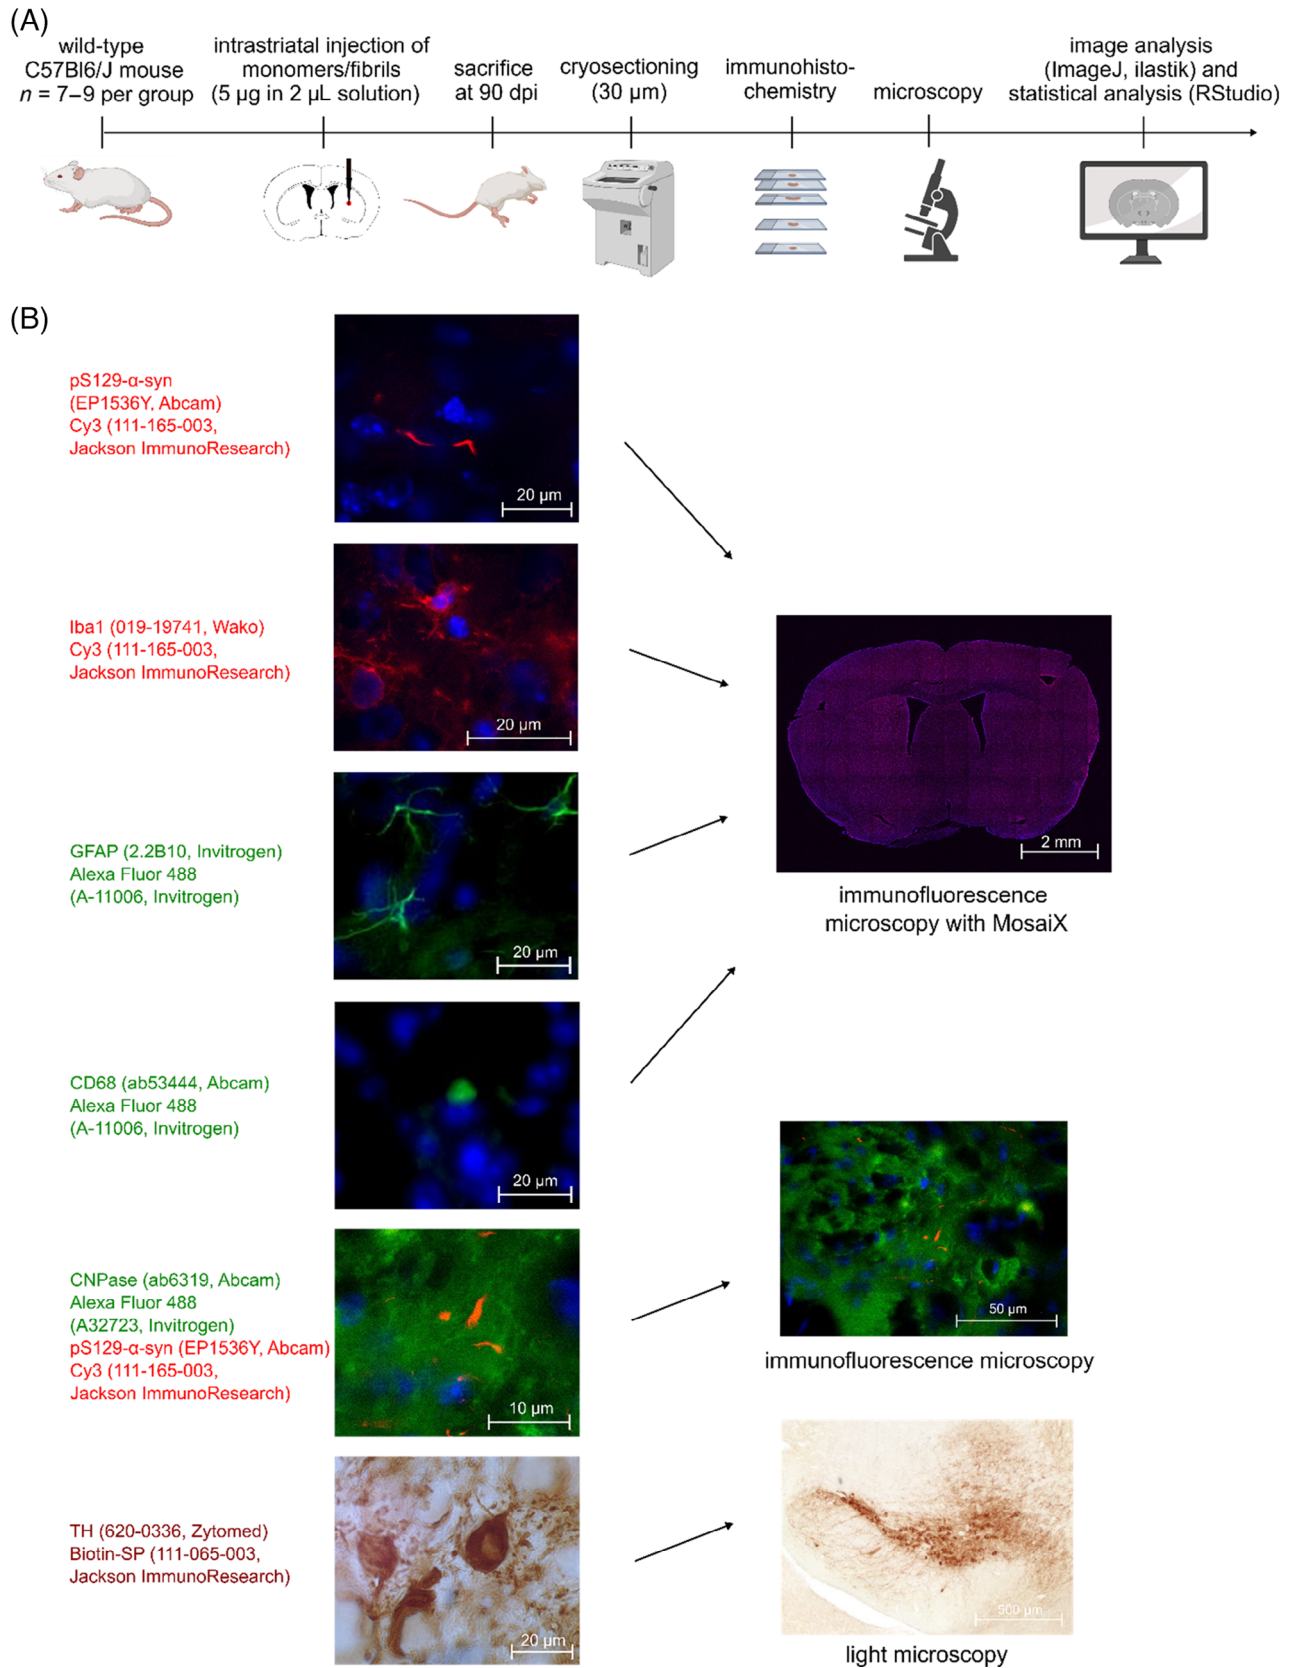 (A)
wild-type
C57Bl6/J mouse
n = 7–9 per group
intrastriatal injection of
monomers/fibrils
(5 µg in 2 µL solution)
sacrifice
at 90 dpi
cryosectioning
(30 µm)
immunohisto-
chemistry
microscopy
image analysis
(ImageJ, ilastik) and
statistical analysis (RStudio)
(B)
pS129-α-syn
(EP1536Y, Abcam)
Cy3 (111-165-003,
Jackson ImmunoResearch)
20 µm
Iba1 (019-19741, Wako)
Cy3 (111-165-003,
Jackson ImmunoResearch)
20 µm
GFAP (2.2B10, Invitrogen)
Alexa Fluor 488
(A-11006, Invitrogen)
20 µm
CD68 (ab53444, Abcam)
Alexa Fluor 488
(A-11006, Invitrogen)
20 µm
2 mm
immunofluorescence
microscopy with MosaiX
CNPase (ab6319, Abcam)
Alexa Fluor 488
(A32723, Invitrogen)
pS129-α-syn (EP1536Y, Abcam)
Cy3 (111-165-003,
Jackson ImmunoResearch)
10 µm
50 µm
immunofluorescence microscopy
TH (620-0336, Zytomed)
Biotin-SP (111-065-003,
Jackson ImmunoResearch)
20 µm
500 µm
light microscopy